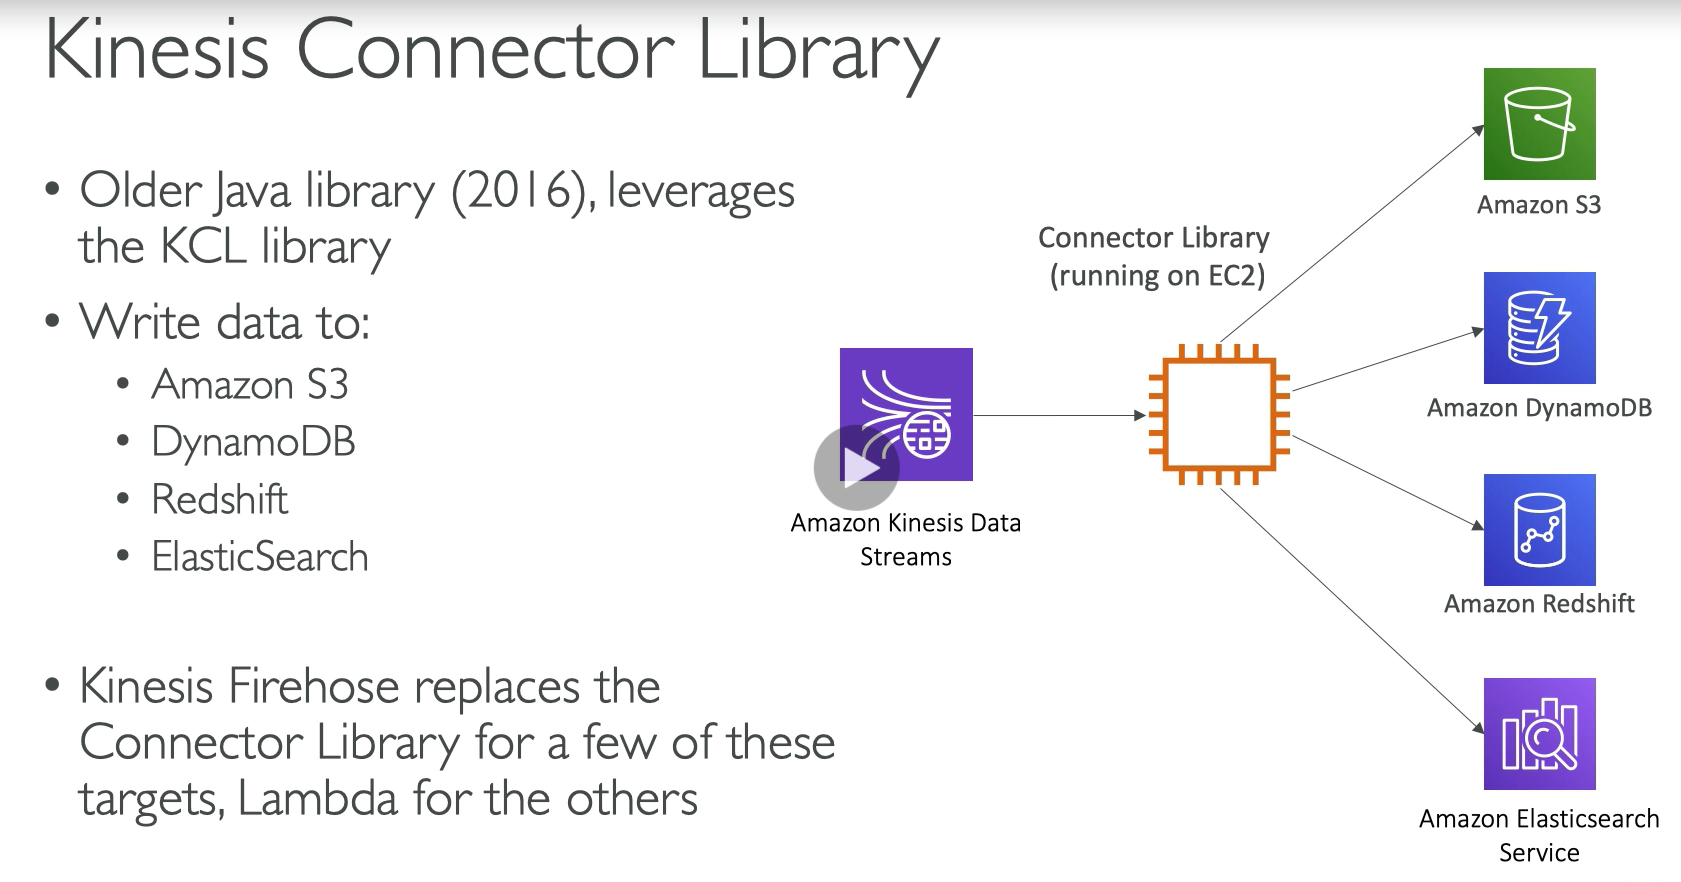 Kinesis Connector Library
• Older Java library (2016), leverages
the KCL library
• Write data to:
• Amazon S3
• DynamoDB
• Redshift
• ElasticSearch
• Kinesis Firehose replaces the
Connector Library for a few of these
targets, Lambda for the others
Amazon Kinesis Data
Streams
Connector Library
(running on EC2)
Amazon S3
Amazon DynamoDB
Amazon Redshift
Amazon Elasticsearch
Service